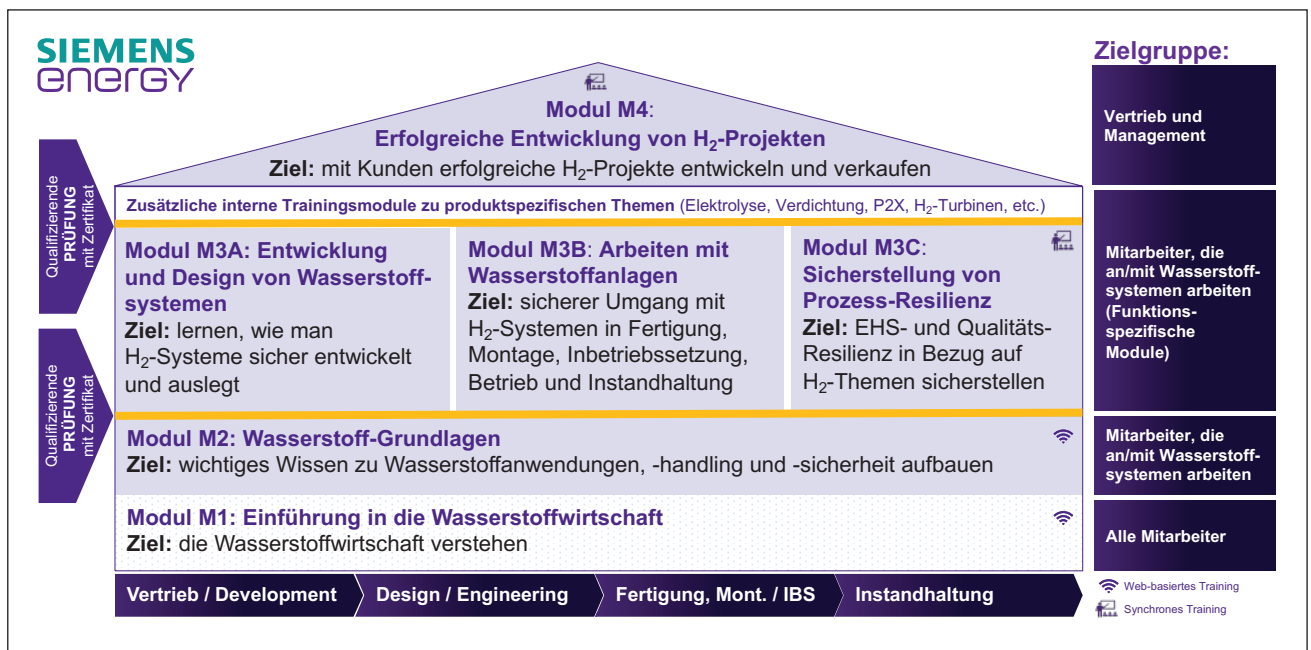 SIEMENS
energy
Zielgruppe:
Modul M4:
Erfolgreiche Entwicklung von H₂-Projekten
Ziel: mit Kunden erfolgreiche H₂-Projekte entwickeln und verkaufen
Vertrieb und
Management
Qualifizierende
PRÜFUNG
mit Zertifikat
Zusätzliche interne Trainingsmodule zu produktspezifischen Themen (Elektrolyse, Verdichtung, P2X, H₂-Turbinen, etc.)
Modul M3A: Entwicklung
und Design von Wasserstoff-
systemen
Ziel: lernen, wie man
H₂-Systeme sicher entwickelt
und auslegt
Modul M3B: Arbeiten mit
Wasserstoffanlagen
Ziel: sicherer Umgang mit
H₂-Systemen in Fertigung,
Montage, Inbetriebssetzung,
Betrieb und Instandhaltung
Modul M3C:
Sicherstellung von
Prozess-Resilienz
Ziel: EHS- und Qualitäts-
Resilienz in Bezug auf
H₂-Themen sicherstellen
Mitarbeiter, die
an/mit Wasserstoff-
systemen arbeiten
(Funktions-
spezifische
Module)
Qualifizierende
PRÜFUNG
mit Zertifikat
Modul M2: Wasserstoff-Grundlagen
Ziel: wichtiges Wissen zu Wasserstoffanwendungen, -handling und -sicherheit aufbauen
Mitarbeiter, die
an/mit Wasserstoff-
systemen arbeiten
Modul M1: Einführung in die Wasserstoffwirtschaft
Ziel: die Wasserstoffwirtschaft verstehen
Alle Mitarbeiter
Vertrieb / Development
Design / Engineering
Fertigung, Mont. / IBS
Instandhaltung
Web-basiertes Training
Synchrones Training